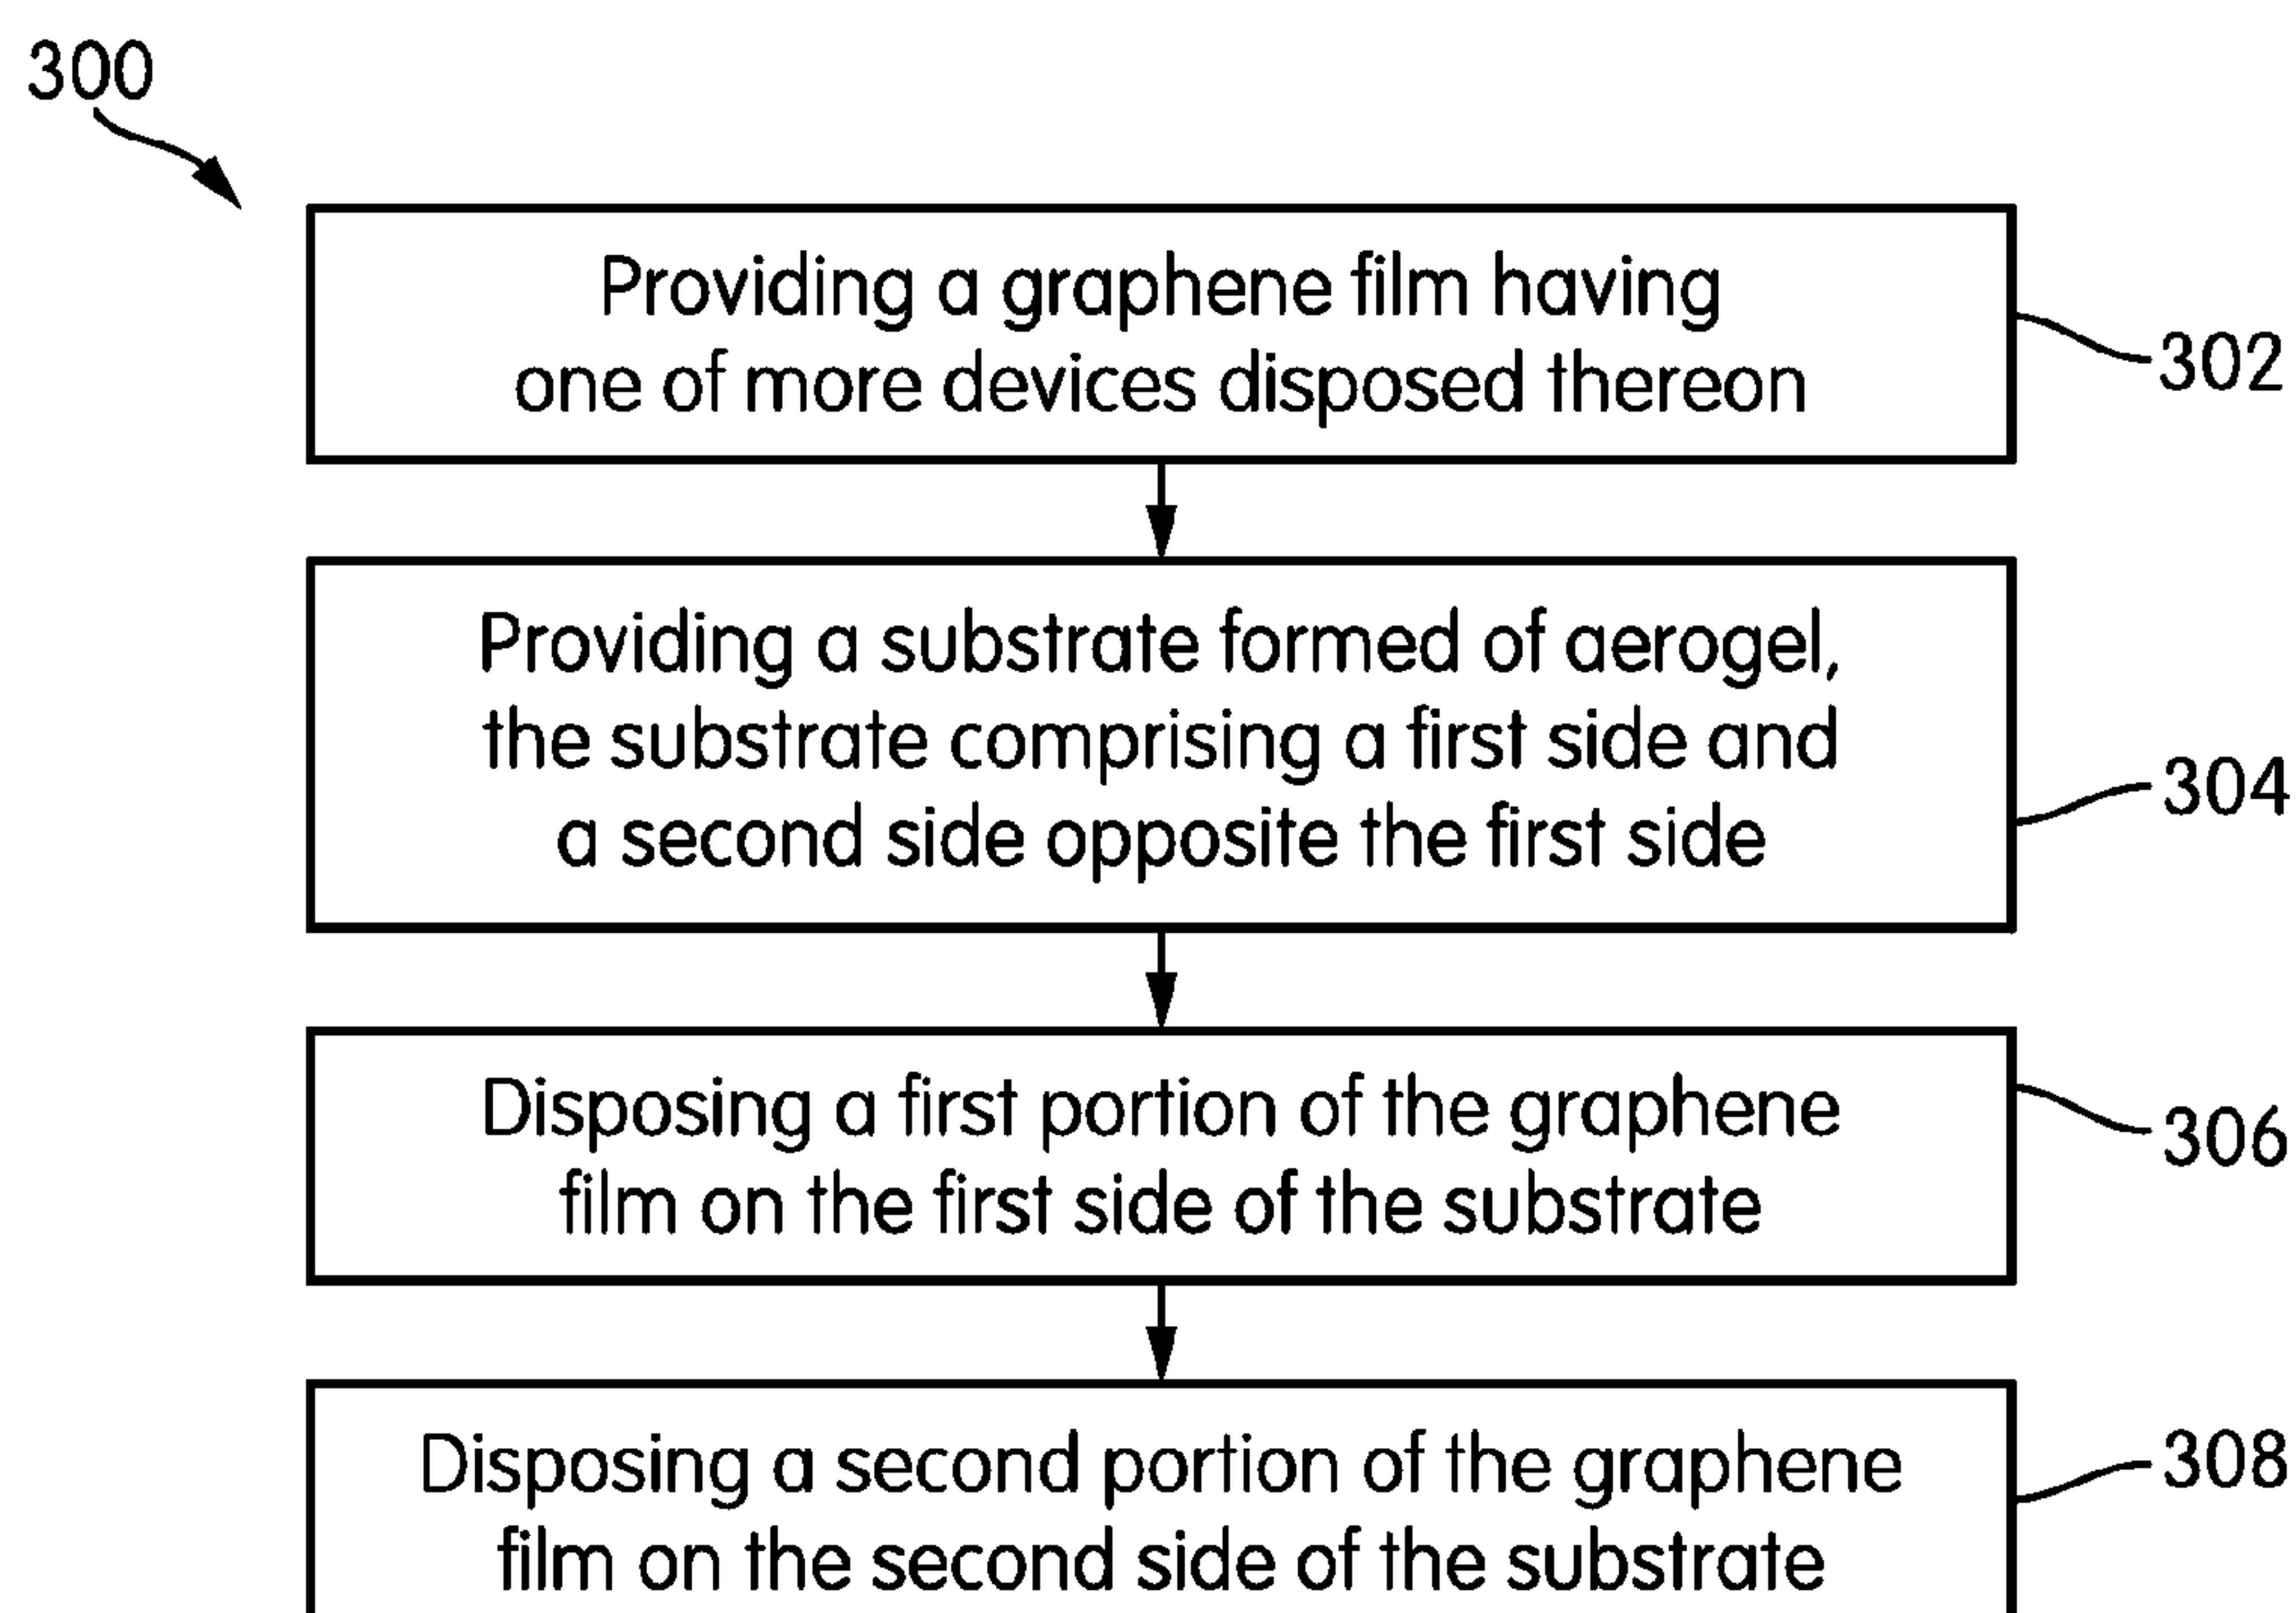 300
Providing a graphene film having
one of more devices disposed thereon
302
Providing a substrate formed of aerogel,
the substrate comprising a first side and
a second side opposite the first side
304
Disposing a first portion of the graphene
film on the first side of the substrate
306
Disposing a second portion of the graphene
film on the second side of the substrate
308